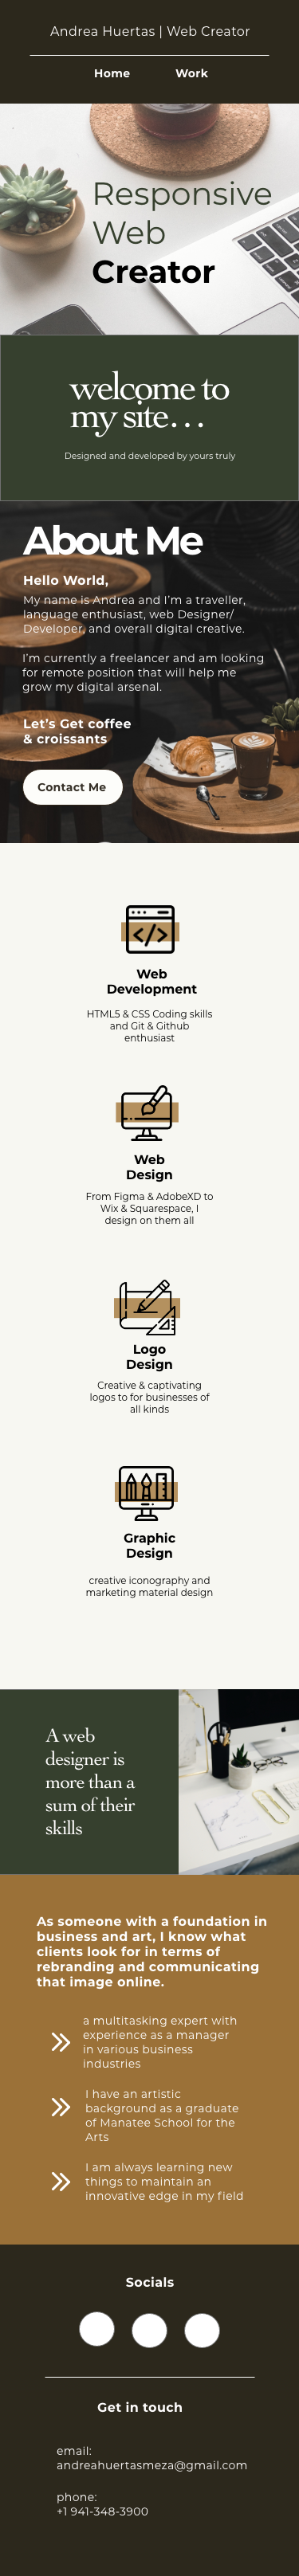 Andrea Huertas | Web Creator
Home Work
Responsive
Web
Creator
welcome to
my site...
Designed and developed by yours truly
About Me
Hello World,
My name is Andrea and I'm a traveller,
language enthusiast, web Designer/
Developer, and overall digital creative.
I'm currently a freelancer and am looking
for remote position that will help me
grow my digital arsenal.
Let's Get coffee
& croissants
Contact Me
</>
Web
Development
HTML5 & CSS Coding skills
and Git & Github
enthusiast
Web
Design
From Figma & AdobeXD to
Wix & Squarespace, I
design on them all
Logo
Design
Creative & captivating
logos to for businesses of
all kinds
Graphic
Design
creative iconography and
marketing material design
A web
designer is
more than a
sum of their
skills
As someone with a foundation in
business and art, I know what
clients look for in terms of
rebranding and communicating
that image online.
a multitasking expert with
experience as a manager
in various business
industries
I have an artistic
background as a graduate
of Manatee School for the
Arts
I am always learning new
things to maintain an
innovative edge in my field
Socials
Get in touch
email:
andreahuertasmeza@gmail.com
phone:
+1 941-348-3900